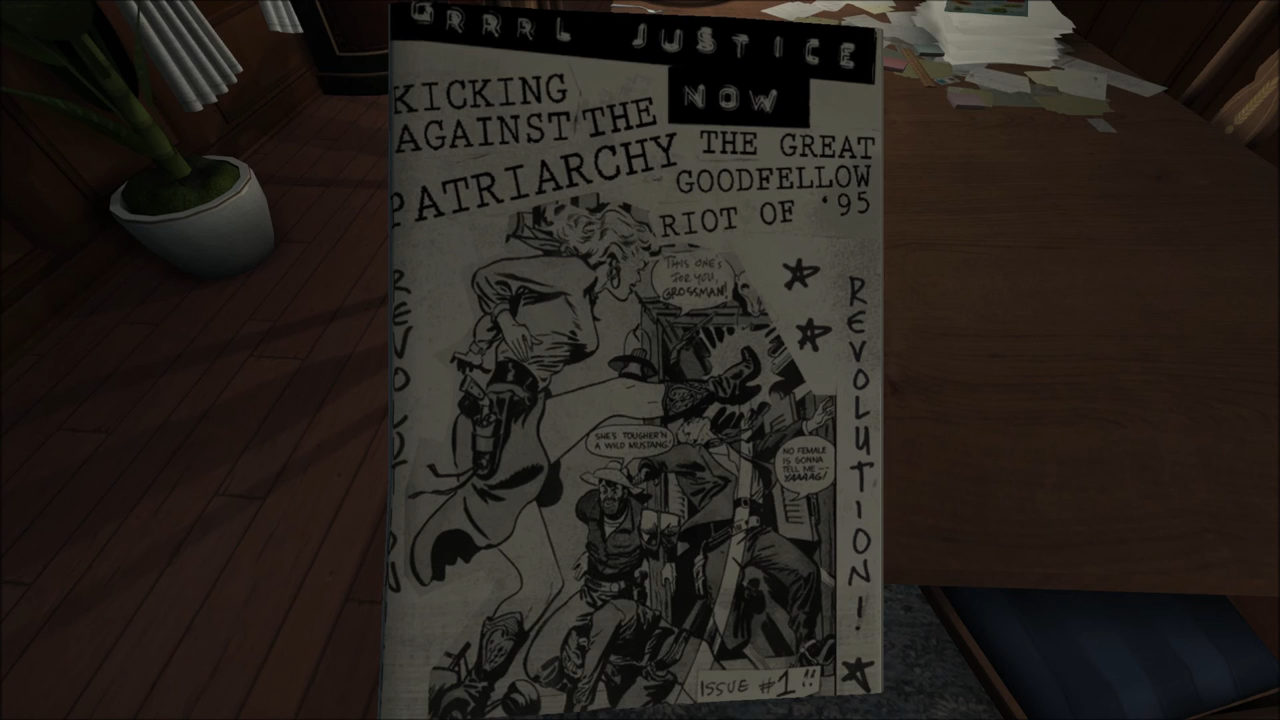 GRRRL JUSTICE
NOW
KICKING
AGAINST THE
PATRIARCHY
THE GREAT
GOODFELLOW
RIOT OF '95
THIS ONE'S
FOR YOU,
GROSSMAN!
REVOLUTION
REVOLUTION!
SHE'S TOUGHER'N
A WILD MUSTANG!
NO FEMALE
IS GONNA
TELL ME --
YAAAAG!
ISSUE #1!!